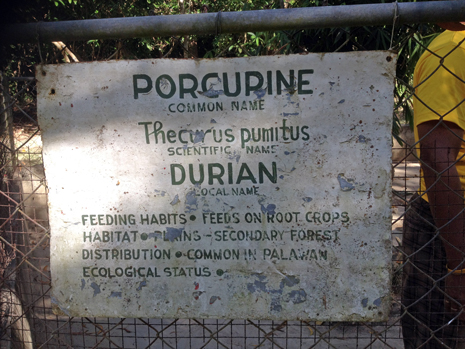 PORCUPINE
COMMON NAME
Thecurus pumitus
SCIENTIFIC NAME
DURIAN
LOCAL NAME
FEEDING HABITS • FEEDS ON ROOT CROPS
HABITAT • PLAINS - SECONDARY FOREST
DISTRIBUTION • COMMON IN PALAWAN
ECOLOGICAL STATUS •